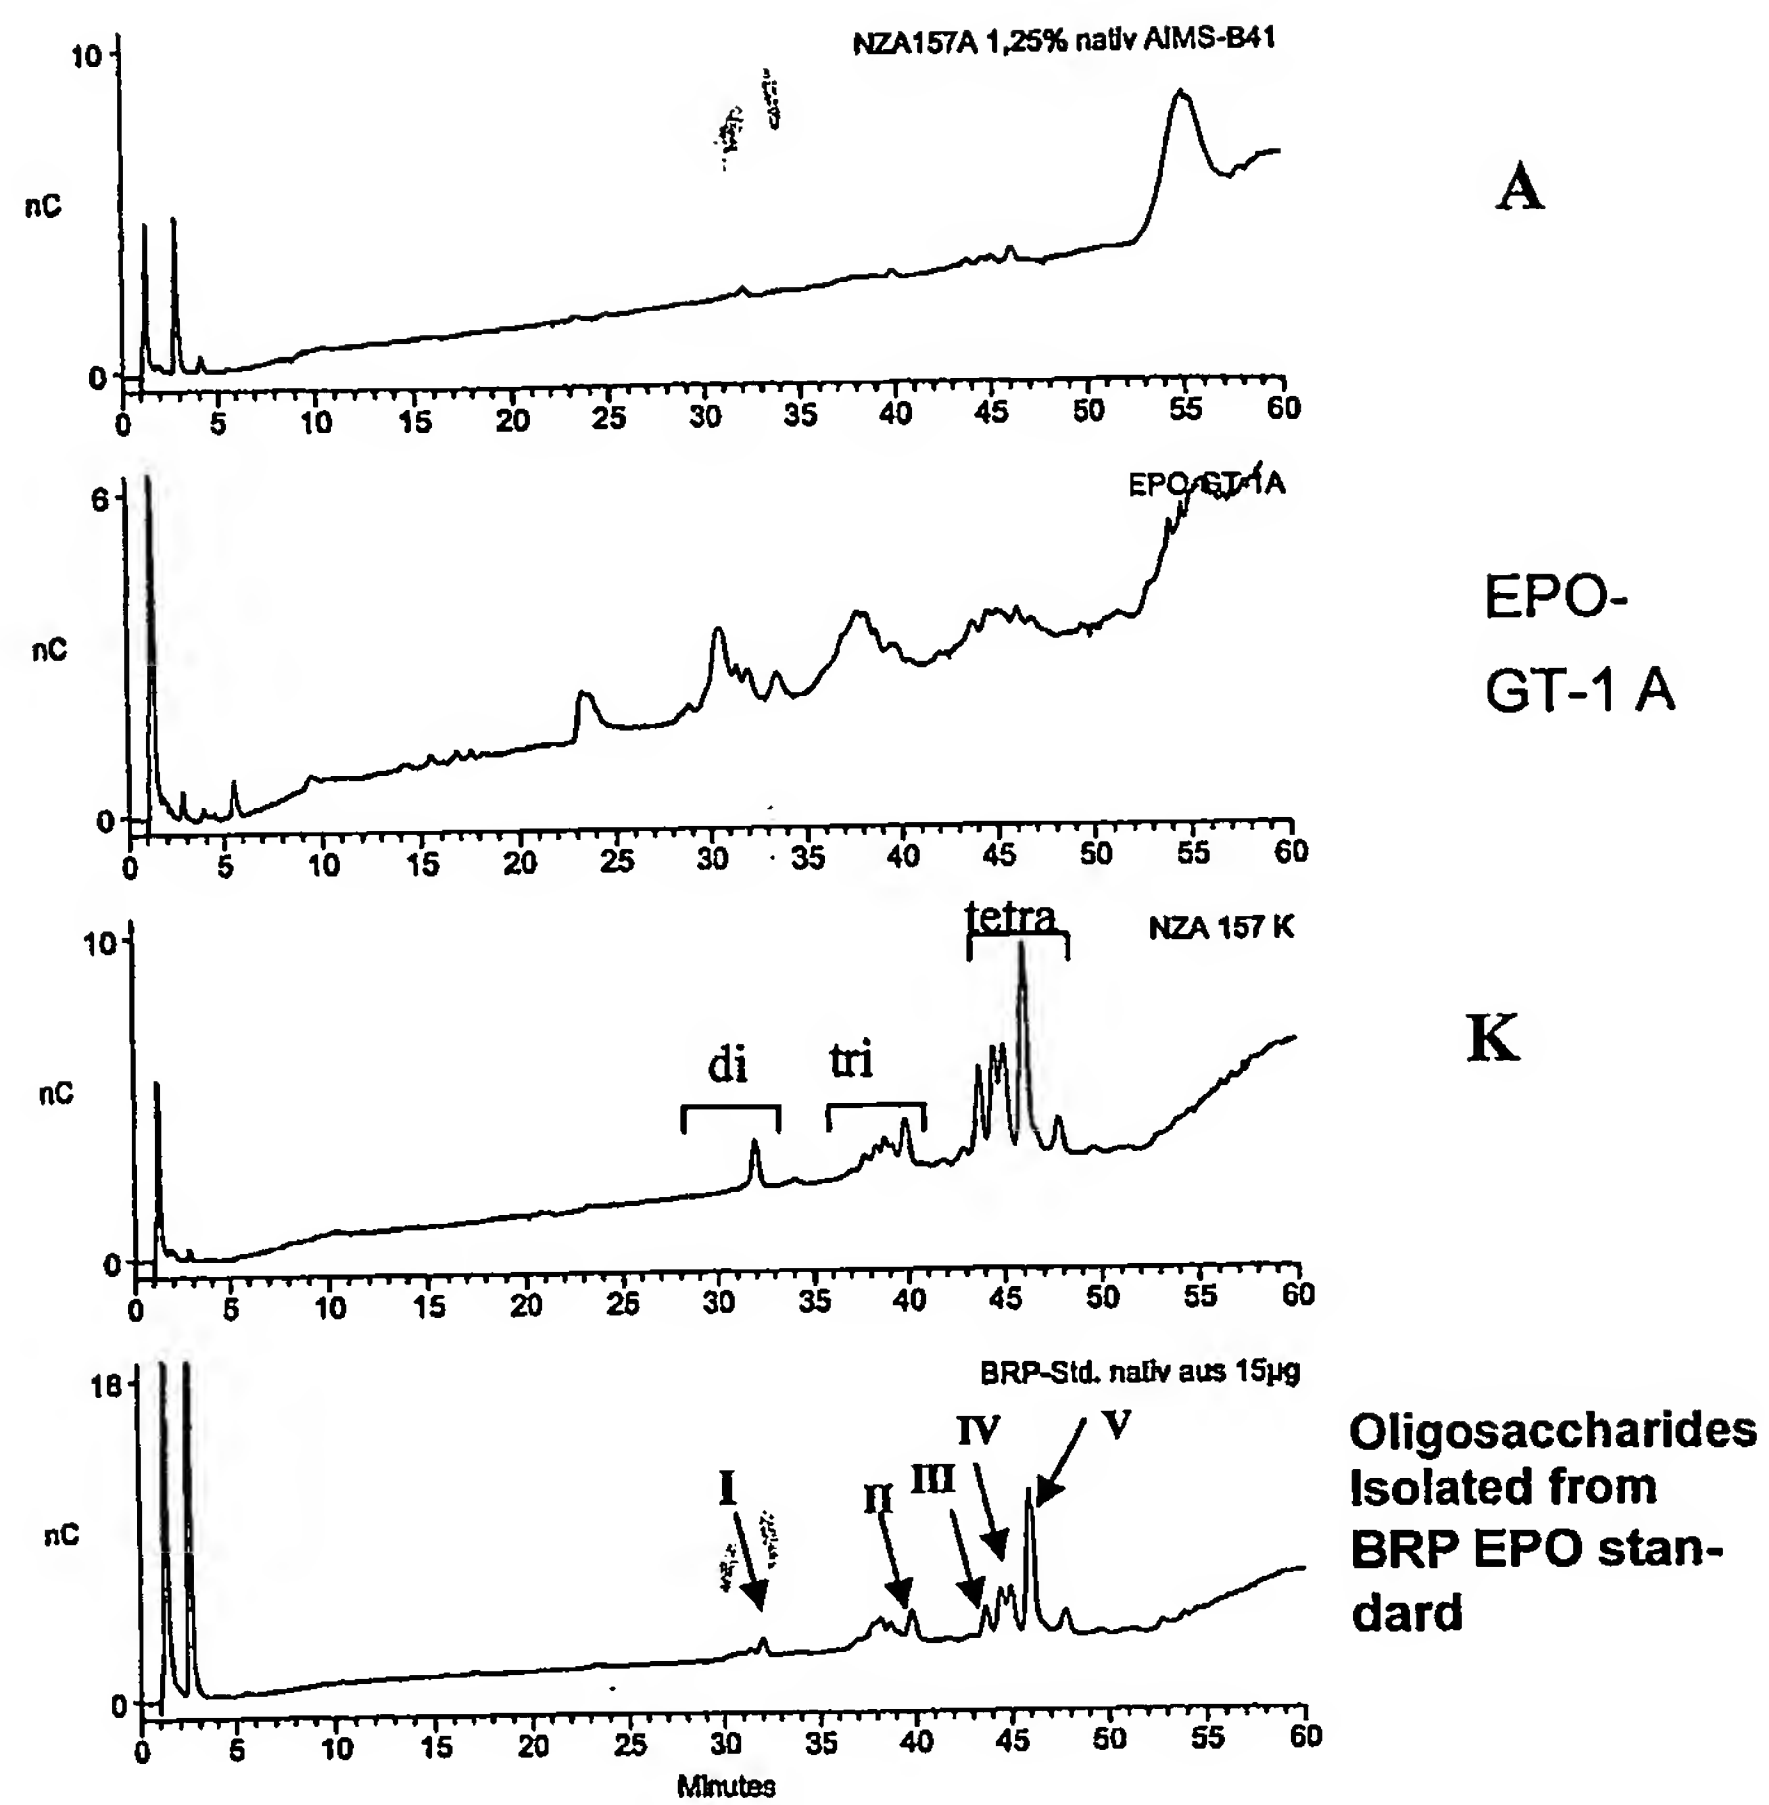 NZA157A 1,25% nativ AIMS-B41
10
nC
0
0 5 10 15 20 25 30 35 40 45 50 55 60
A
EPO-GT-1A
6
nC
0
0 5 10 15 20 25 30 35 40 45 50 55 60
EPO-
GT-1 A
tetra
NZA 157 K
10
di
tri
nC
0
0 5 10 15 20 25 30 35 40 45 50 55 60
K
BRP-Std. nativ aus 15µg
18
IV
V
I
II
III
nC
0
0 5 10 15 20 25 30 35 40 45 50 55 60
Minutes
Oligosaccharides
Isolated from
BRP EPO stan-
dard